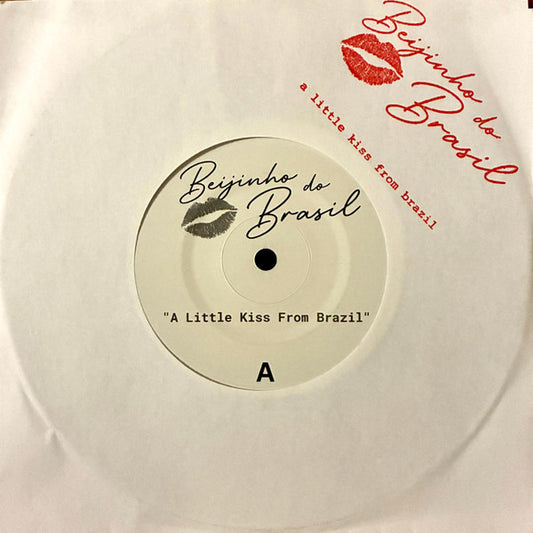 Beijinho do
Brasil
a little kiss from brazil
Beijinho do
Brasil
"A Little Kiss From Brazil"
A